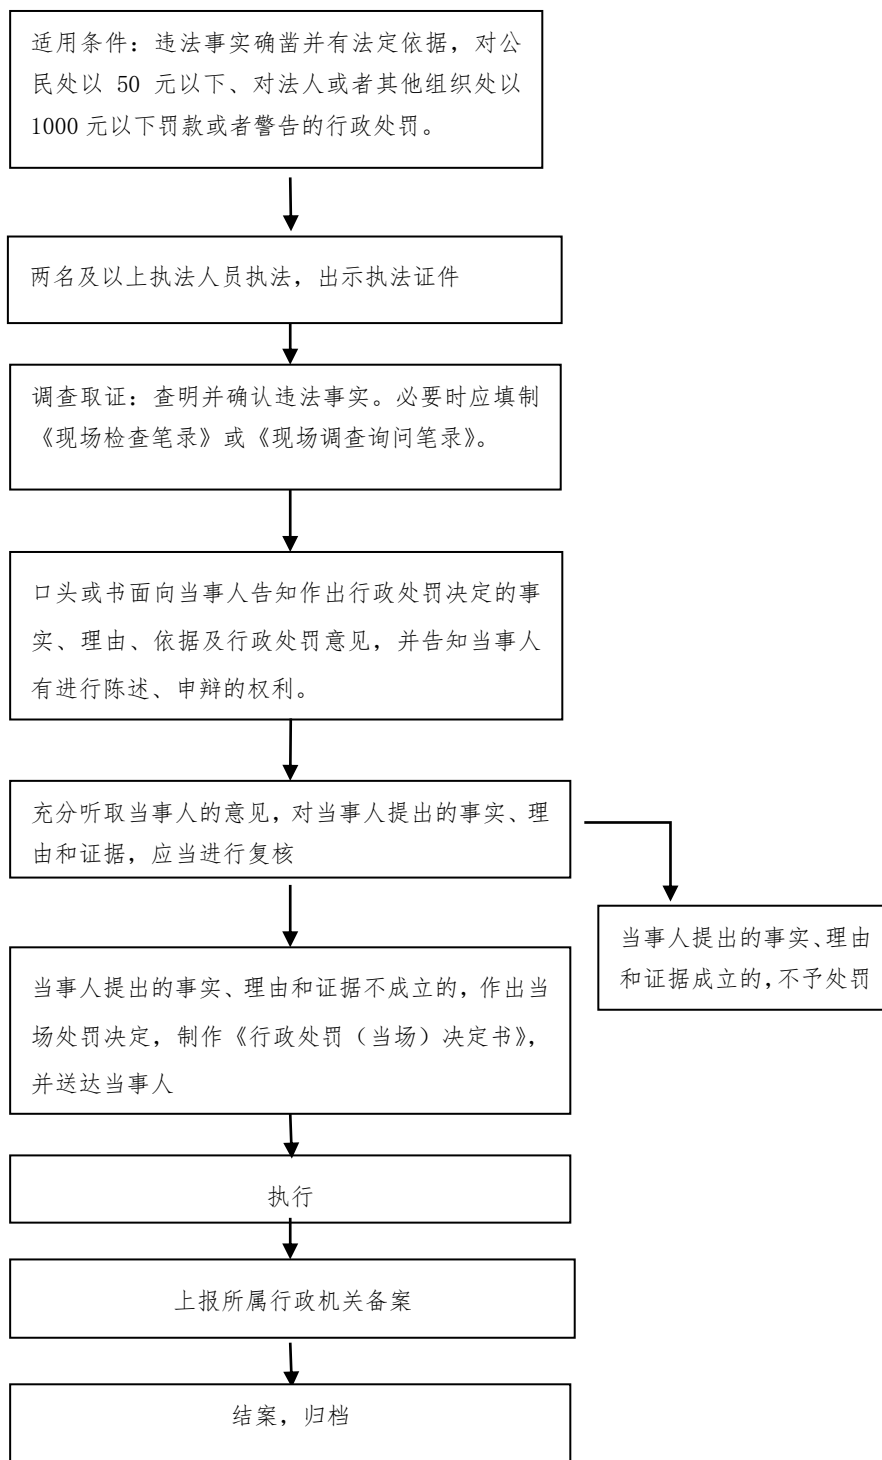 适用条件：违法事实确凿并有法定依据，对公
民处以 50 元以下、对法人或者其他组织处以
1000 元以下罚款或者警告的行政处罚。
两名及以上执法人员执法，出示执法证件
调查取证：查明并确认违法事实。必要时应填制
《现场检查笔录》或《现场调查询问笔录》。
口头或书面向当事人告知作出行政处罚决定的事
实、理由、依据及行政处罚意见，并告知当事人
有进行陈述、申辩的权利。
充分听取当事人的意见，对当事人提出的事实、理
由和证据，应当进行复核
当事人提出的事实、理由
和证据成立的，不予处罚
当事人提出的事实、理由和证据不成立的，作出当
场处罚决定，制作《行政处罚（当场）决定书》，
并送达当事人
执行
上报所属行政机关备案
结案，归档